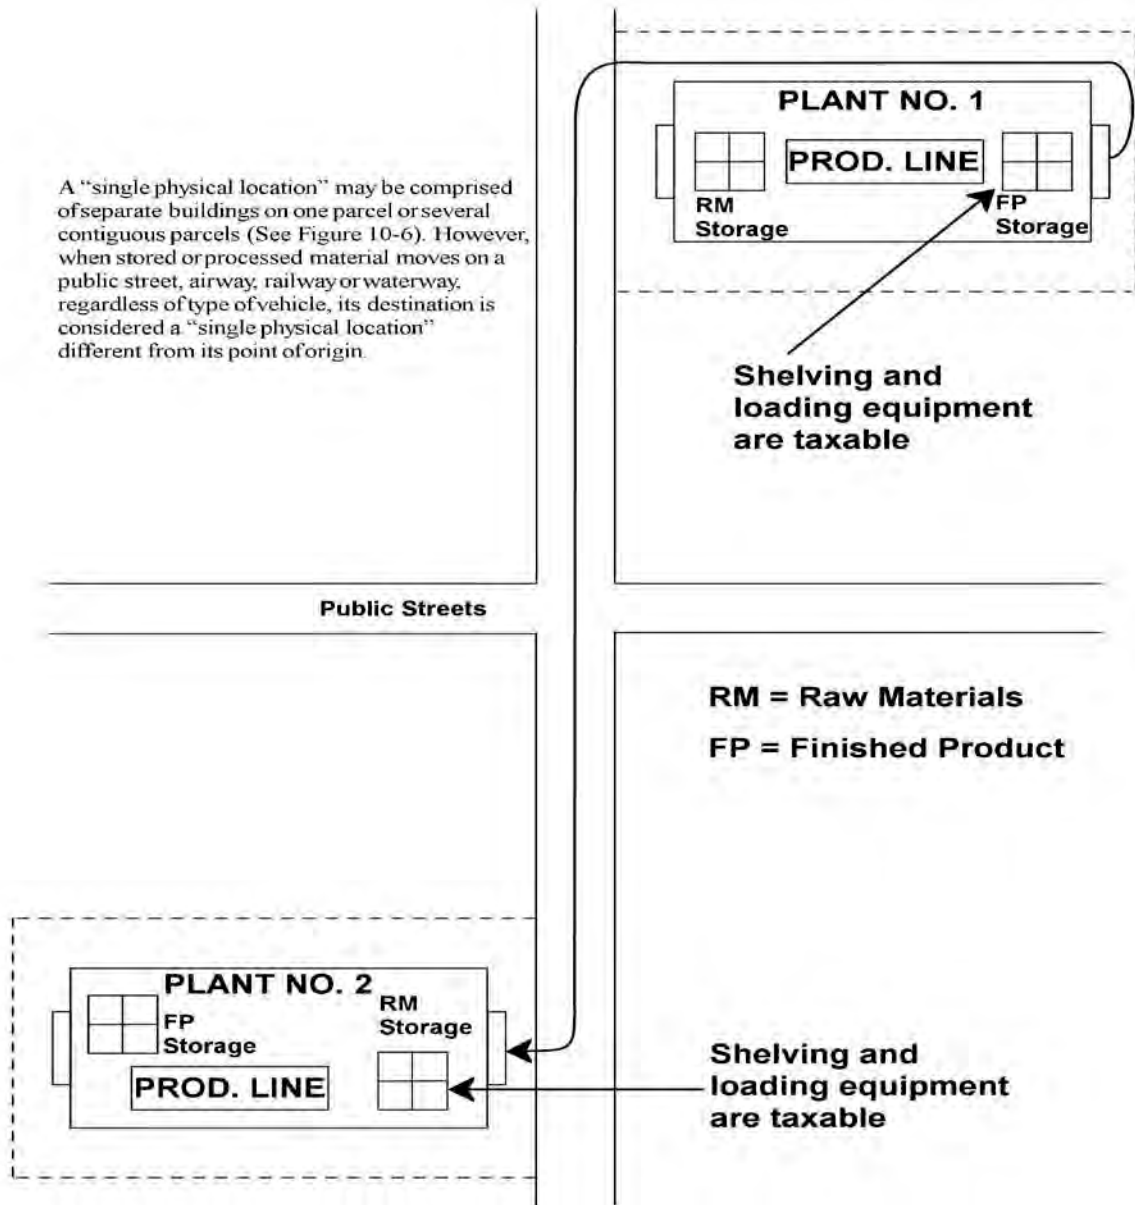 PLANT NO. 1
PROD. LINE
RM
Storage
FP
Storage
A “single physical location” may be comprised
of separate buildings on one parcel or several
contiguous parcels (See Figure 10-6). However,
when stored or processed material moves on a
public street, airway, railway or waterway,
regardless of type of vehicle, its destination is
considered a “single physical location”
different from its point of origin.
Shelving and
loading equipment
are taxable
Public Streets
RM = Raw Materials
FP = Finished Product
PLANT NO. 2
FP
Storage
RM
Storage
PROD. LINE
Shelving and
loading equipment
are taxable